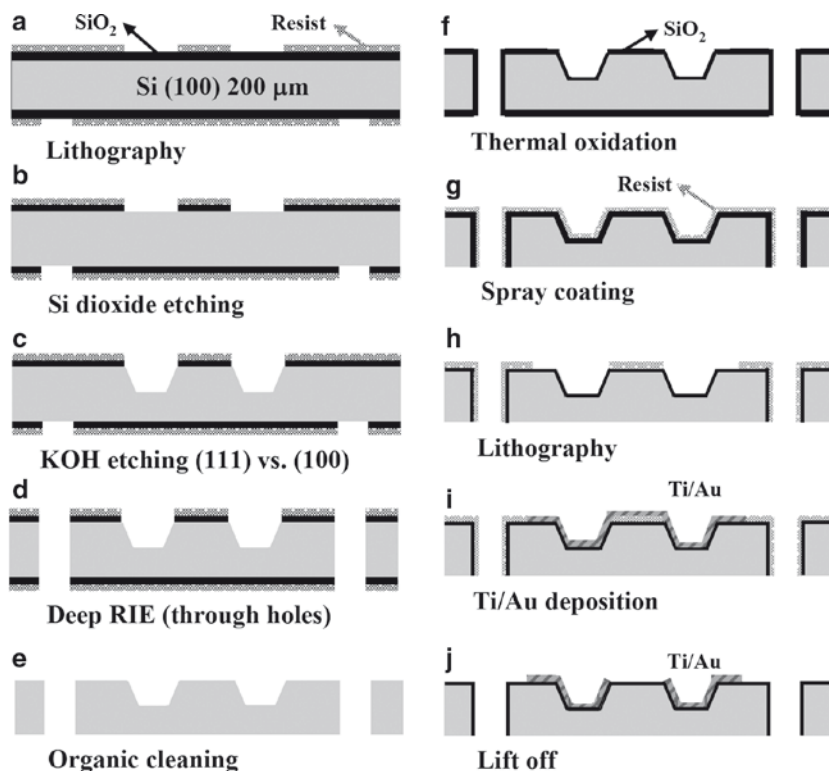 a
SiO2
Resist
Si (100) 200 μm
Lithography
b
Si dioxide etching
c
KOH etching (111) vs. (100)
d
Deep RIE (through holes)
e
Organic cleaning
f
SiO2
Thermal oxidation
g
Resist
Spray coating
h
Lithography
i
Ti/Au
Ti/Au deposition
j
Ti/Au
Lift off